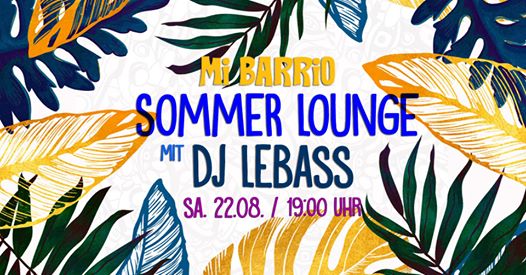 Mi BARRiO
SOMMER LOUNGE
MIT DJ LEBASS
SA. 22.08. / 19:00 UHR